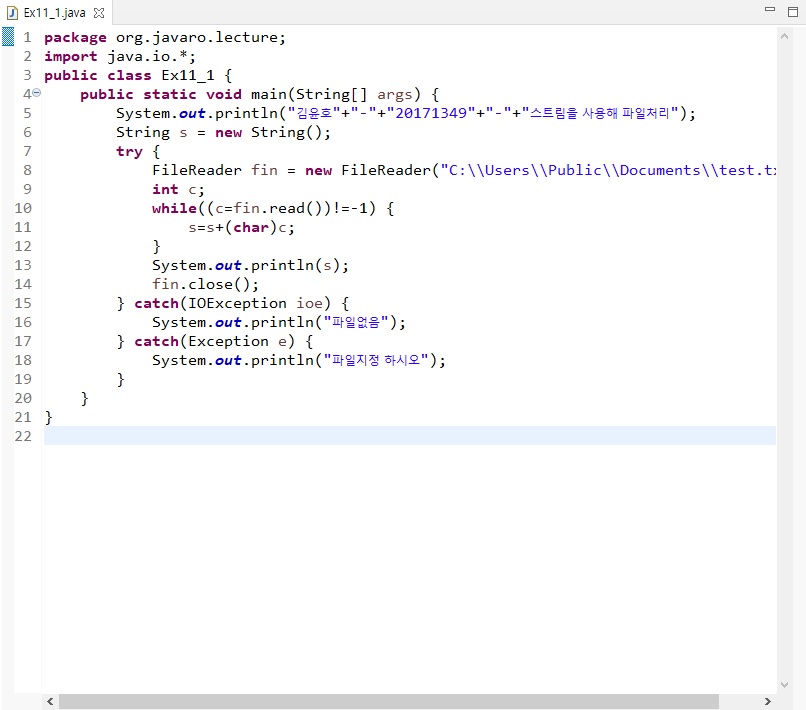 Ex11_1.java
1 package org.javaro.lecture;
2 import java.io.*;
3 public class Ex11_1 {
4     public static void main(String[] args) {
5         System.out.println("김윤호"+"-"+"20171349"+"-"+"스트림을 사용해 파일처리");
6         String s = new String();
7         try {
8             FileReader fin = new FileReader("C:\\Users\\Public\\Documents\\test.tx
9             int c;
10             while((c=fin.read())!=-1) {
11                 s=s+(char)c;
12             }
13             System.out.println(s);
14             fin.close();
15         } catch(IOException ioe) {
16             System.out.println("파일없음");
17         } catch(Exception e) {
18             System.out.println("파일지정 하시오");
19         }
20     }
21 }
22